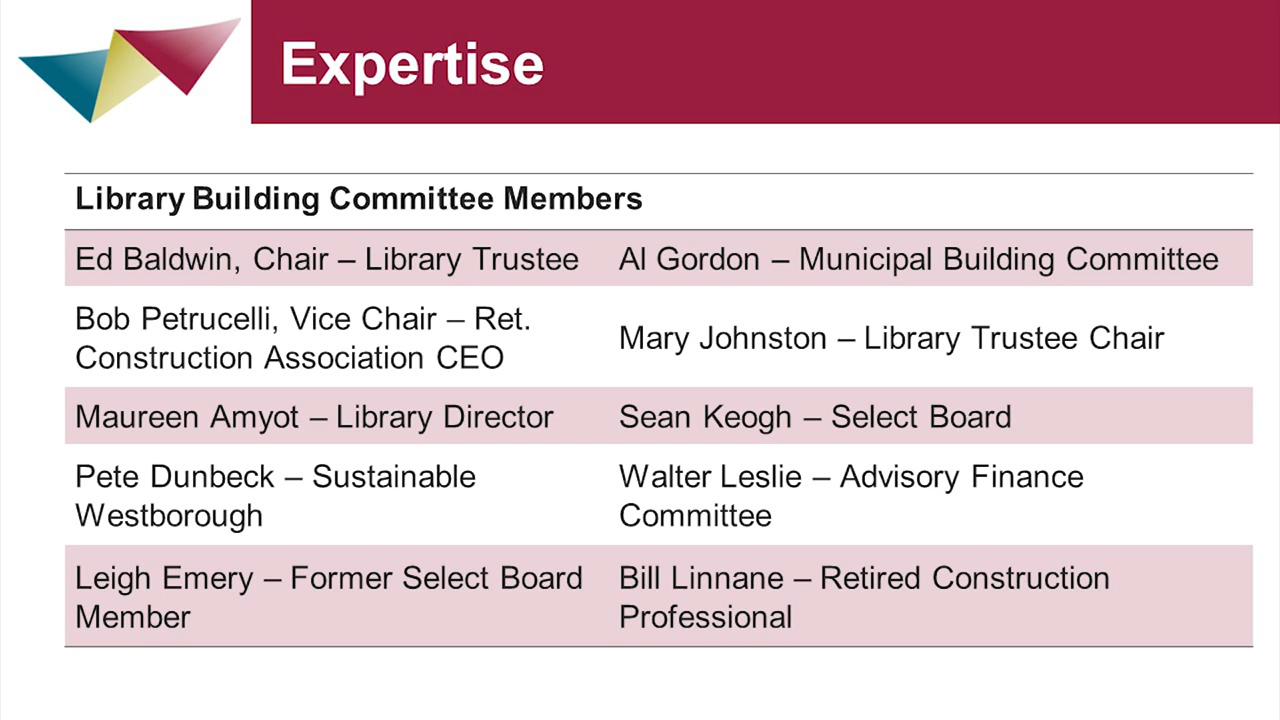 Expertise
Library Building Committee Members
Ed Baldwin, Chair – Library Trustee
Al Gordon – Municipal Building Committee
Bob Petrucelli, Vice Chair – Ret.
Construction Association CEO
Mary Johnston – Library Trustee Chair
Maureen Amyot – Library Director
Sean Keogh – Select Board
Pete Dunbeck – Sustainable
Westborough
Walter Leslie – Advisory Finance
Committee
Leigh Emery – Former Select Board
Member
Bill Linnane – Retired Construction
Professional